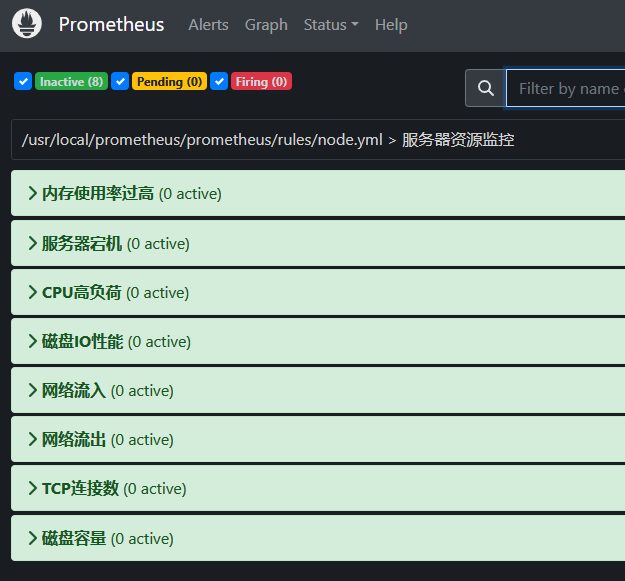 Prometheus Alerts Graph Status Help
Inactive (8) Pending (0) Firing (0) Filter by name
/usr/local/prometheus/prometheus/rules/node.yml > 服务器资源监控
内存使用率过高 (0 active)
服务器宕机 (0 active)
CPU高负荷 (0 active)
磁盘IO性能 (0 active)
网络流入 (0 active)
网络流出 (0 active)
TCP连接数 (0 active)
磁盘容量 (0 active)